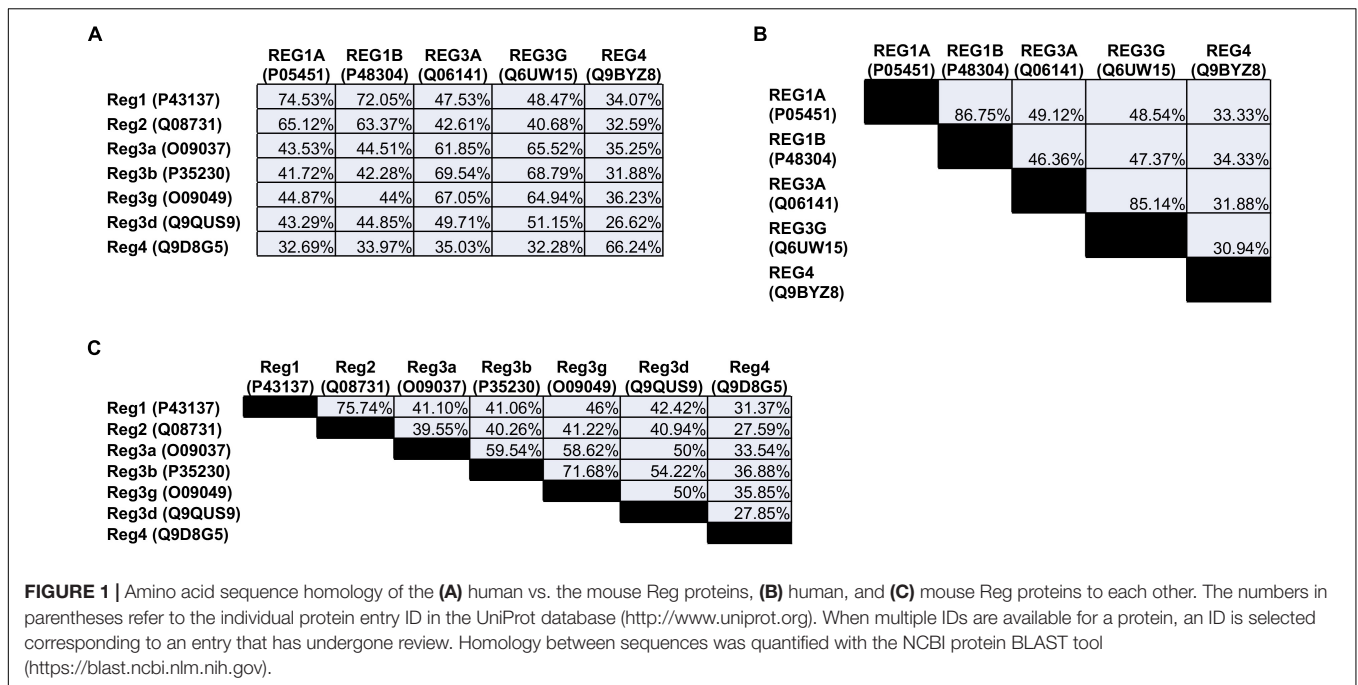 A
REG1A REG1B REG3A REG3G REG4
(P05451) (P48304) (Q06141) (Q6UW15) (Q9BYZ8)
Reg1 (P43137) 74.53% 72.05% 47.53% 48.47% 34.07%
Reg2 (Q08731) 65.12% 63.37% 42.61% 40.68% 32.59%
Reg3a (O09037) 43.53% 44.51% 61.85% 65.52% 35.25%
Reg3b (P35230) 41.72% 42.28% 69.54% 68.79% 31.88%
Reg3g (O09049) 44.87% 44% 67.05% 64.94% 36.23%
Reg3d (Q9QUS9) 43.29% 44.85% 49.71% 51.15% 26.62%
Reg4 (Q9D8G5) 32.69% 33.97% 35.03% 32.28% 66.24%
B
REG1A REG1B REG3A REG3G REG4
(P05451) (P48304) (Q06141) (Q6UW15) (Q9BYZ8)
REG1A
(P05451) 86.75% 49.12% 48.54% 33.33%
REG1B
(P48304) 46.36% 47.37% 34.33%
REG3A
(Q06141) 85.14% 31.88%
REG3G
(Q6UW15) 30.94%
REG4
(Q9BYZ8)
C
Reg1 Reg2 Reg3a Reg3b Reg3g Reg3d Reg4
(P43137) (Q08731) (O09037) (P35230) (O09049) (Q9QUS9) (Q9D8G5)
Reg1 (P43137) 75.74% 41.10% 41.06% 46% 42.42% 31.37%
Reg2 (Q08731) 39.55% 40.26% 41.22% 40.94% 27.59%
Reg3a (O09037) 59.54% 58.62% 50% 33.54%
Reg3b (P35230) 71.68% 54.22% 36.88%
Reg3g (O09049) 50% 35.85%
Reg3d (Q9QUS9) 27.85%
Reg4 (Q9D8G5)
FIGURE 1 | Amino acid sequence homology of the (A) human vs. the mouse Reg proteins, (B) human, and (C) mouse Reg proteins to each other. The numbers in
parentheses refer to the individual protein entry ID in the UniProt database (http://www.uniprot.org). When multiple IDs are available for a protein, an ID is selected
corresponding to an entry that has undergone review. Homology between sequences was quantified with the NCBI protein BLAST tool
(https://blast.ncbi.nlm.nih.gov).